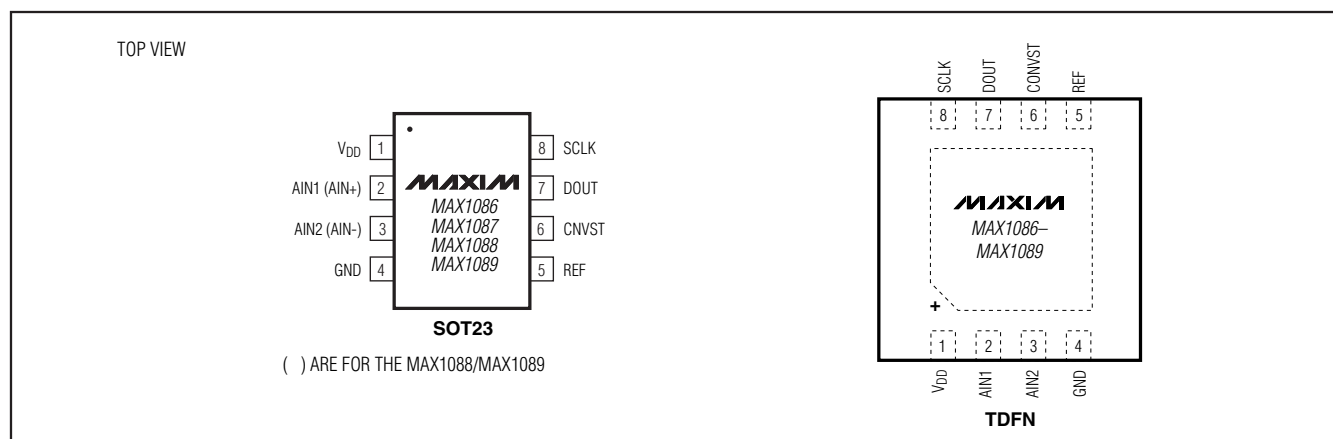 TOP VIEW
VDD 1
AIN1 (AIN+) 2
AIN2 (AIN-) 3
GND 4
MAXIM
MAX1086
MAX1087
MAX1088
MAX1089
8 SCLK
7 DOUT
6 CNVST
5 REF
SOT23
( ) ARE FOR THE MAX1088/MAX1089
SCLK DOUT CONVST REF
8 7 6 5
MAXIM
MAX1086–
MAX1089
+
1 2 3 4
VDD AIN1 AIN2 GND
TDFN